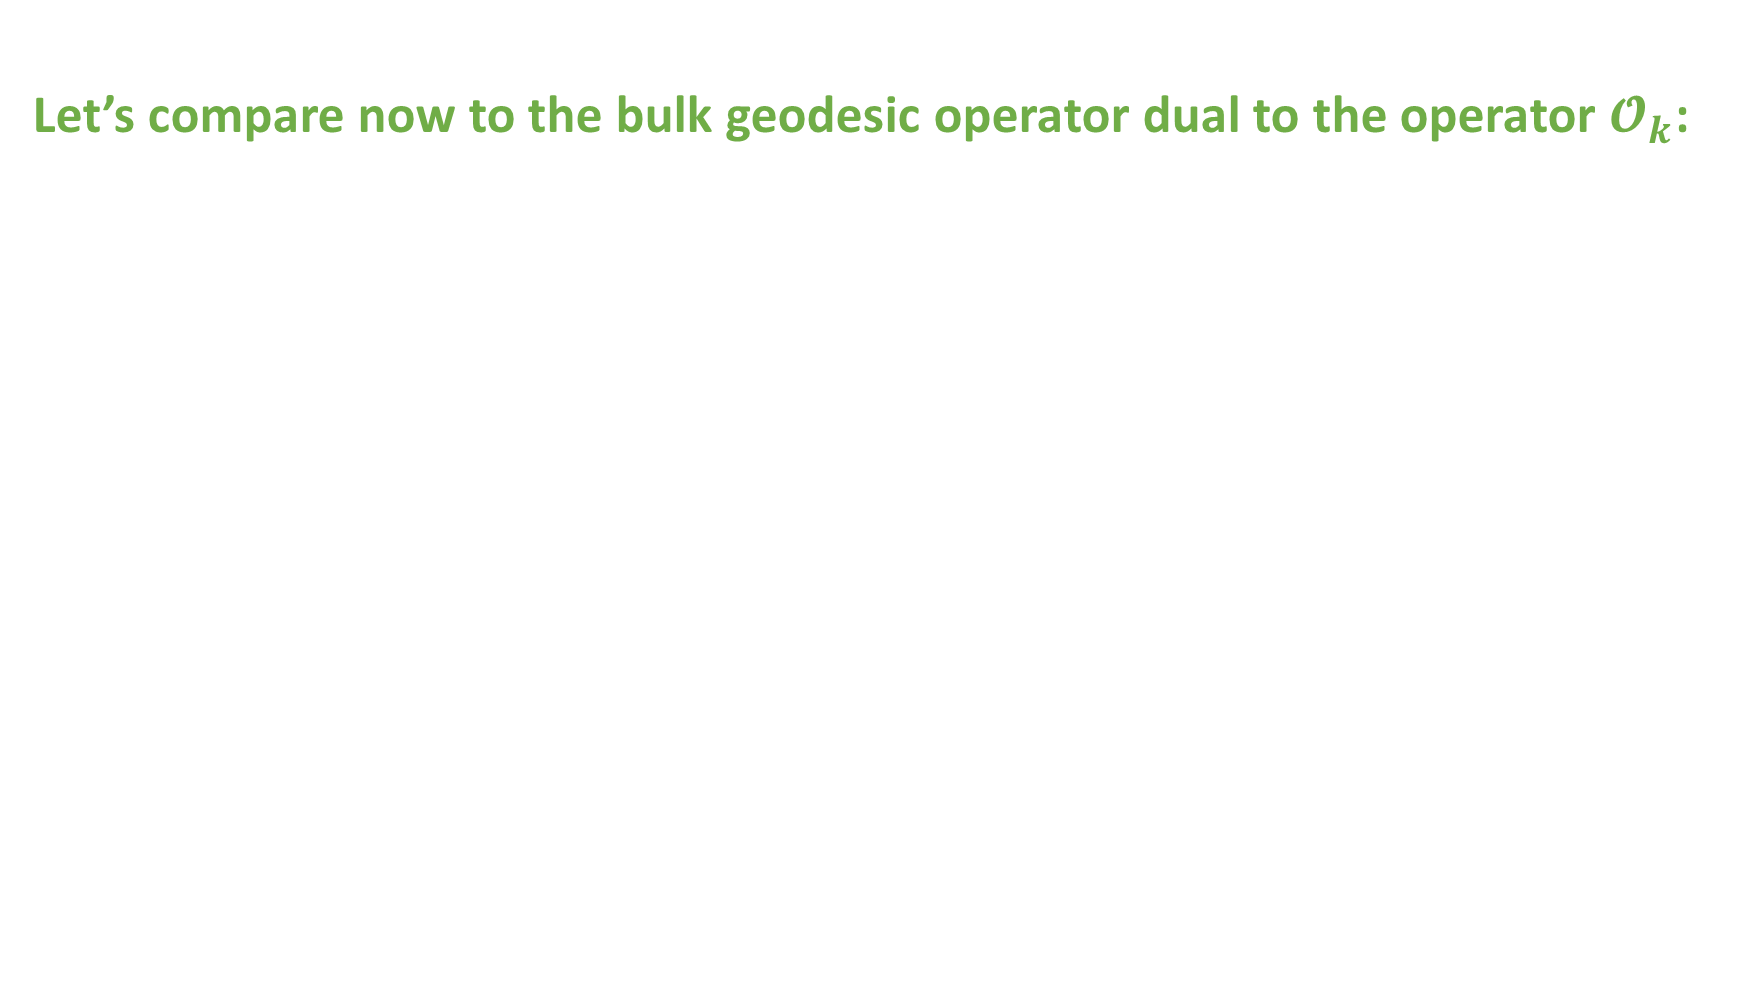 Let’s compare now to the bulk geodesic operator dual to the operator 𝓞ₖ: